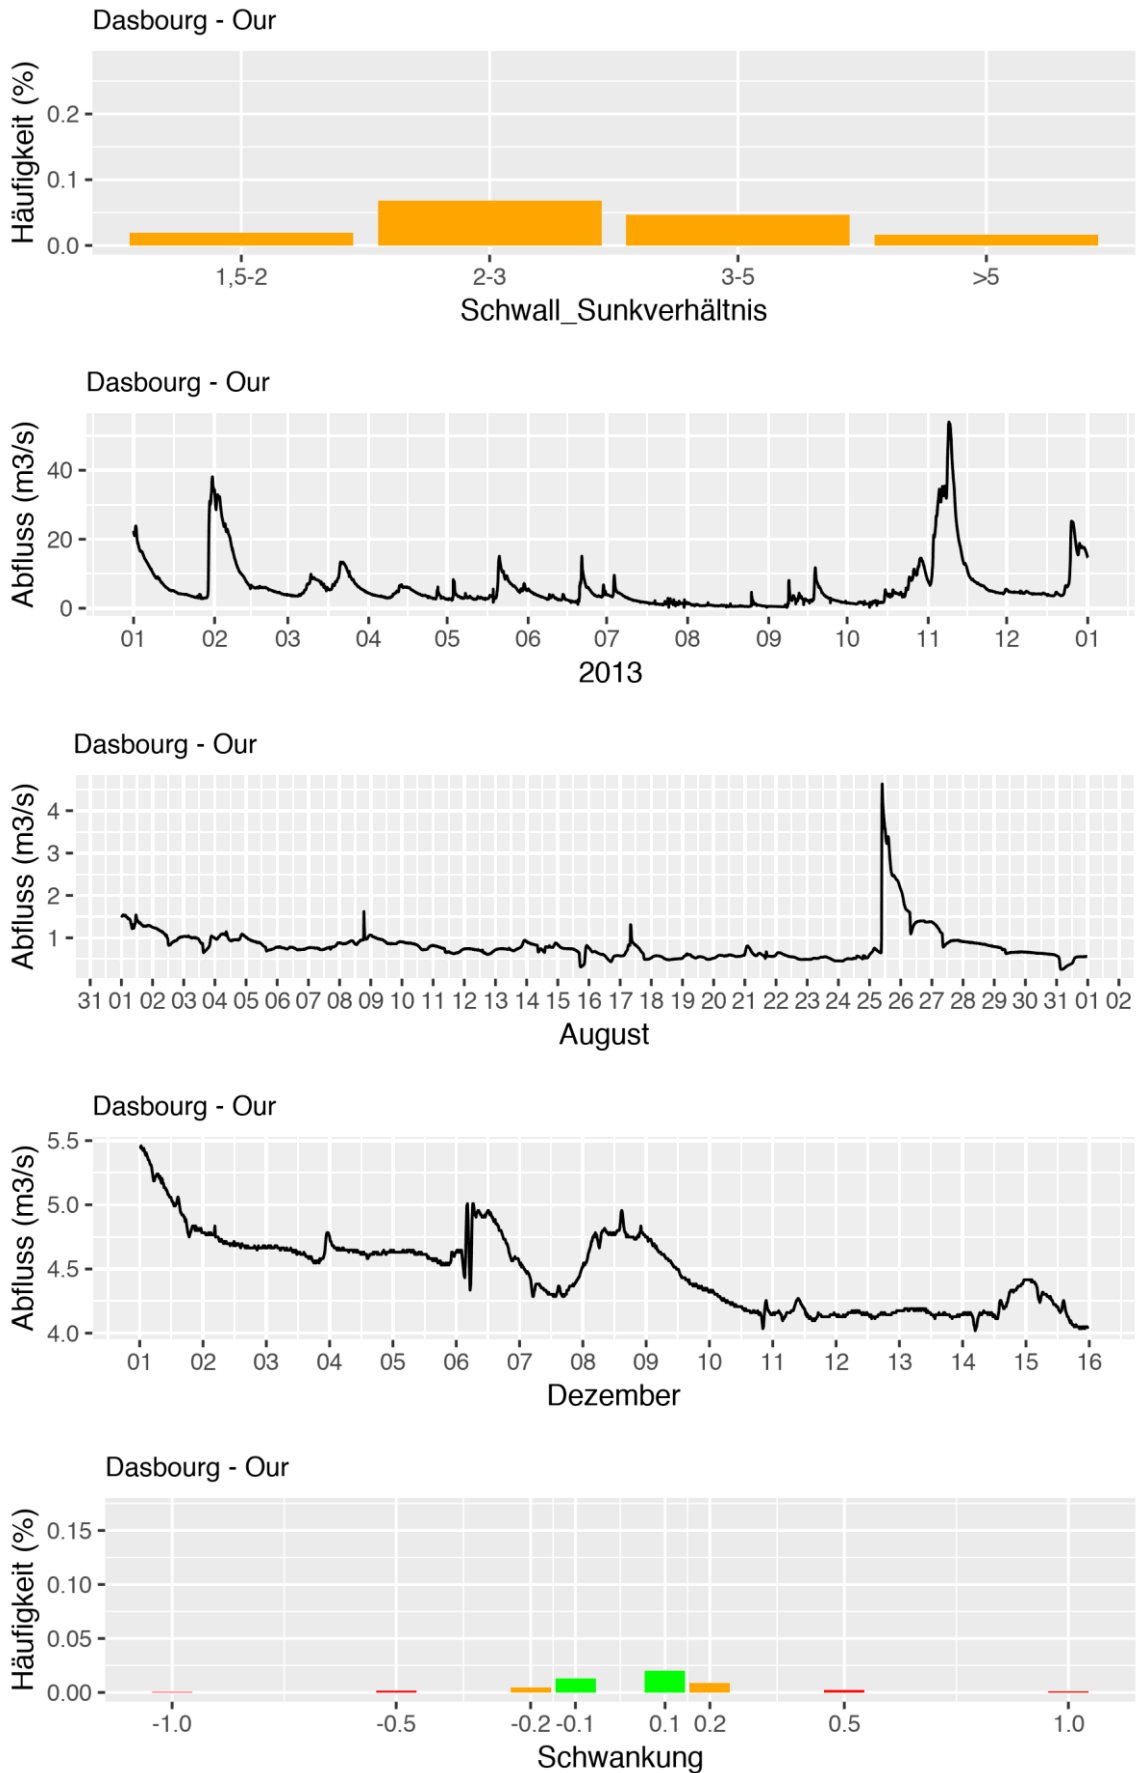 Dasbourg - Our
Häufigkeit (%)
0.2
0.1
0.0
1,5-2 2-3 3-5 >5
Schwall_Sunkverhältnis
Dasbourg - Our
Abfluss (m3/s)
40
20
0
01 02 03 04 05 06 07 08 09 10 11 12 01
2013
Dasbourg - Our
Abfluss (m3/s)
4
3
2
1
31 01 02 03 04 05 06 07 08 09 10 11 12 13 14 15 16 17 18 19 20 21 22 23 24 25 26 27 28 29 30 31 01 02
August
Dasbourg - Our
Abfluss (m3/s)
5.5
5.0
4.5
4.0
01 02 03 04 05 06 07 08 09 10 11 12 13 14 15 16
Dezember
Dasbourg - Our
Häufigkeit (%)
0.15
0.10
0.05
0.00
-1.0 -0.5 -0.2 -0.1 0.1 0.2 0.5 1.0
Schwankung